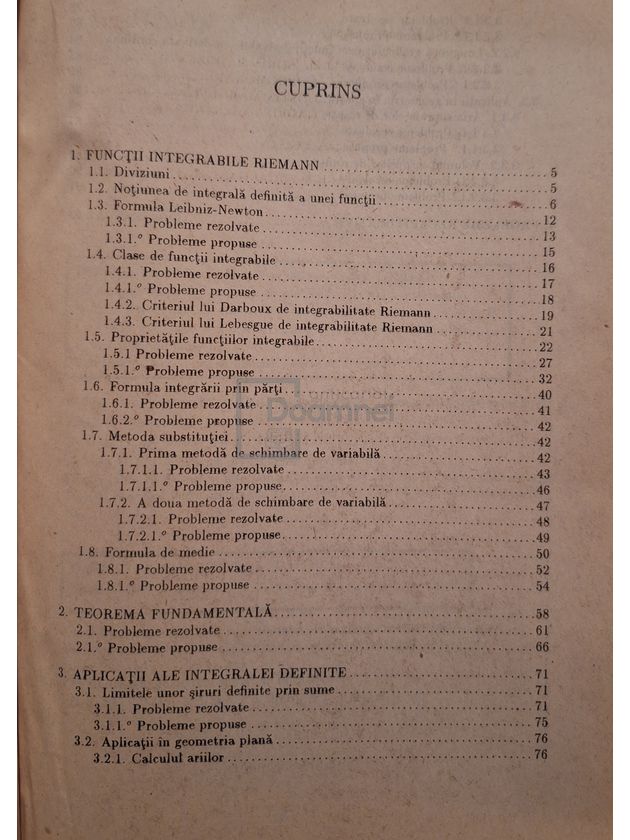 CUPRINS
1. FUNCŢII INTEGRABILE RIEMANN 5
1.1. Diviziuni 5
1.2. Noţiunea de integrală definită a unei funcţii 6
1.3. Formula Leibniz-Newton 12
1.3.1. Probleme rezolvate 13
1.3.1.° Probleme propuse 15
1.4. Clase de funcţii integrabile 16
1.4.1. Probleme rezolvate 17
1.4.1.° Probleme propuse 18
1.4.2. Criteriul lui Darboux de integrabilitate Riemann 19
1.4.3. Criteriul lui Lebesgue de integrabilitate Riemann 21
1.5. Proprietăţile funcţiilor integrabile 22
1.5.1 Probleme rezolvate 27
1.5.1.° Probleme propuse 32
1.6. Formula integrării prin părţi 40
1.6.1. Probleme rezolvate 41
1.6.2.° Probleme propuse 42
Doamnei
1.7. Metoda substituţiei 42
1.7.1. Prima metodă de schimbare de variabilă 42
1.7.1.1. Probleme rezolvate 43
1.7.1.1.° Probleme propuse 46
1.7.2. A doua metodă de schimbare de variabilă 47
1.7.2.1. Probleme rezolvate 48
1.7.2.1.° Probleme propuse 49
1.8. Formula de medie 50
1.8.1. Probleme rezolvate 52
1.8.1.° Probleme propuse 54
2. TEOREMA FUNDAMENTALĂ 58
2.1. Probleme rezolvate 61
2.1.° Probleme propuse 66
3. APLICAŢII ALE INTEGRALEI DEFINITE 71
3.1. Limitele unor şiruri definite prin sume 71
3.1.1. Probleme rezolvate 71
3.1.1.° Probleme propuse 75
3.2. Aplicaţii în geometria plană 76
3.2.1. Calculul ariilor 76